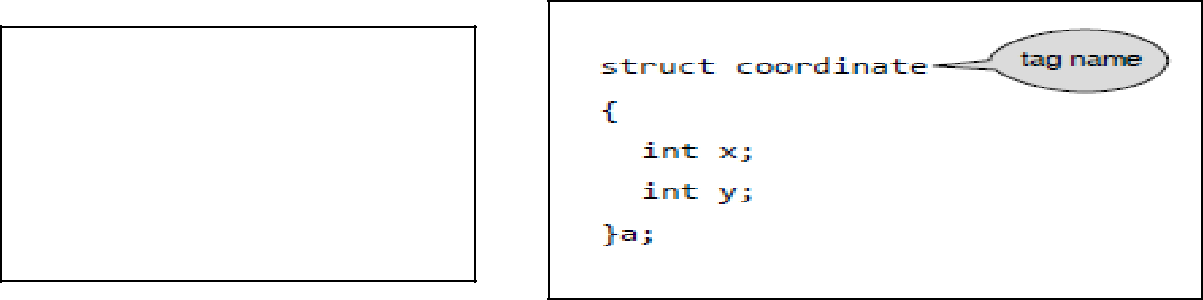 struct coordinate
tag name
{
int x;
int y;
}a;